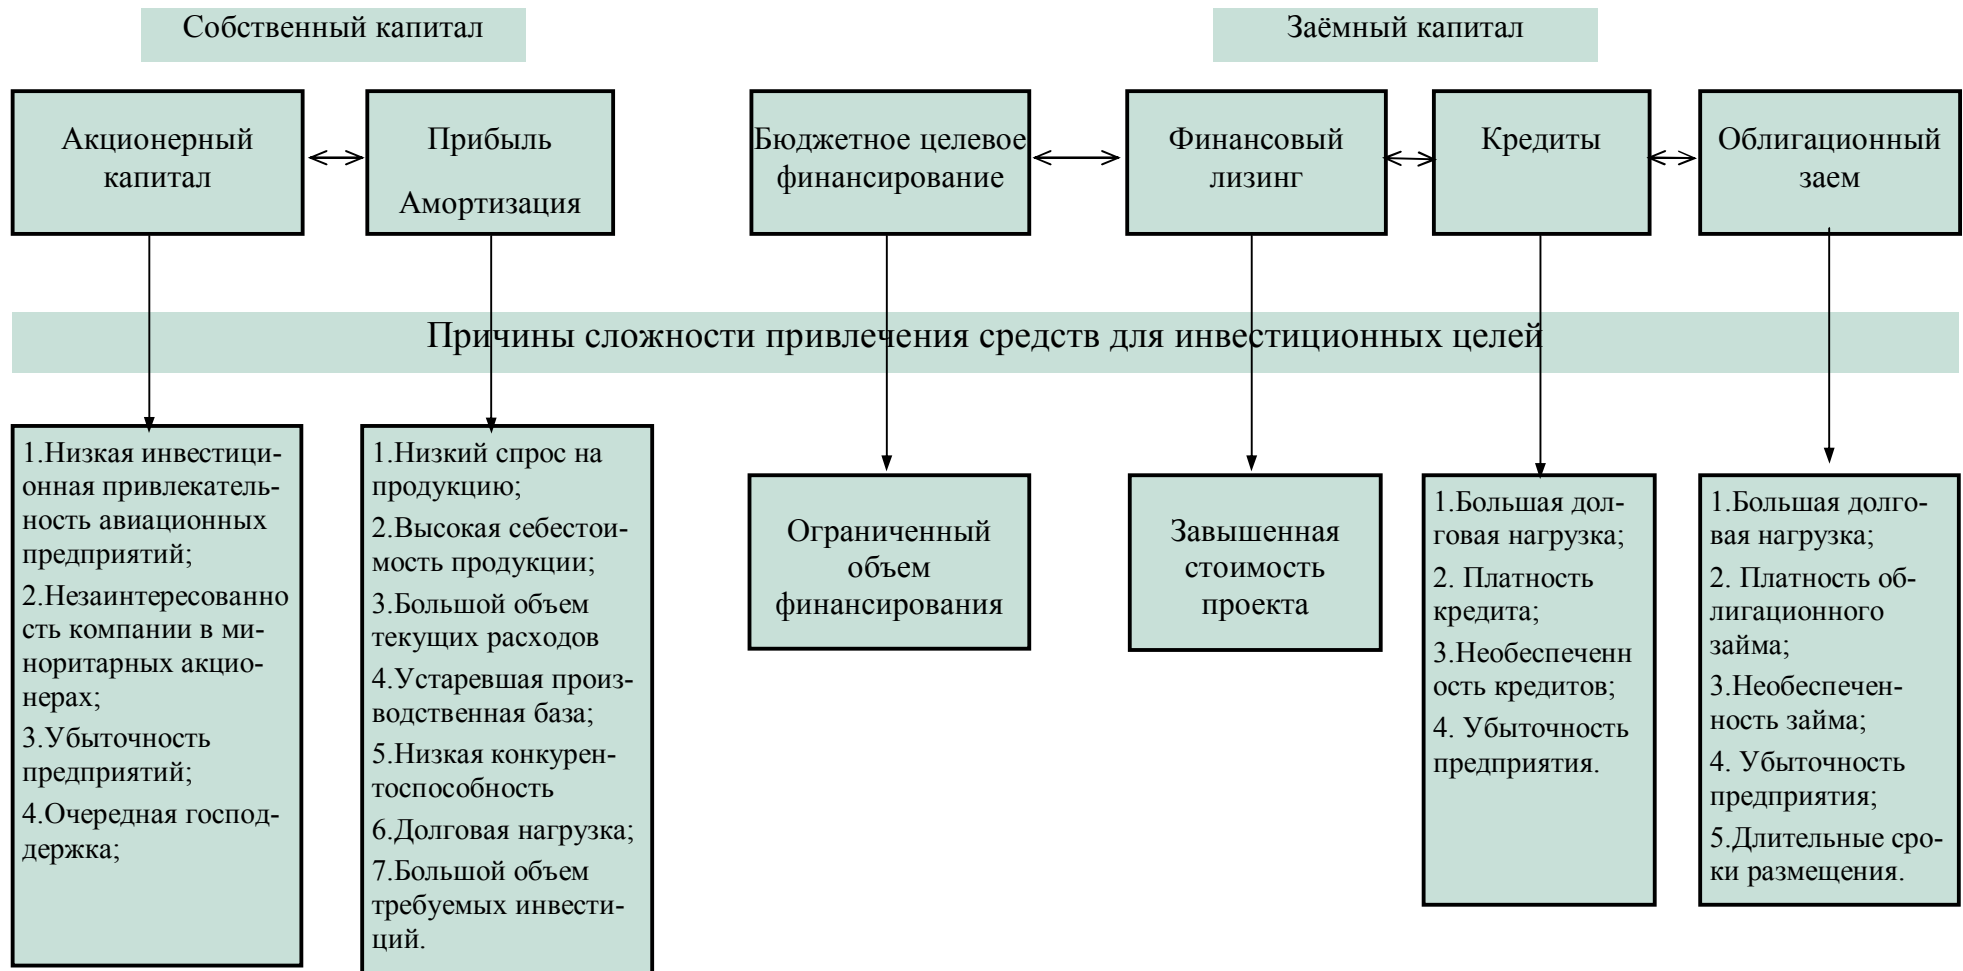 Собственный капитал
Заёмный капитал
Акционерный
капитал
Прибыль
Амортизация
Бюджетное целевое
финансирование
Финансовый
лизинг
Кредиты
Облигационный
заем
Причины сложности привлечения средств для инвестиционных целей
1.Низкая инвестици-
онная привлекатель-
ность авиационных
предприятий;
2.Незаинтересованно
сть компании в ми-
норитарных акцио-
нерах;
3.Убыточность
предприятий;
4.Очередная господ-
держка;
1.Низкий спрос на
продукцию;
2.Высокая себестои-
мость продукции;
3.Большой объем
текущих расходов
4.Устаревшая произ-
водственная база;
5.Низкая конкурен-
тоспособность
6.Долговая нагрузка;
7.Большой объем
требуемых инвести-
ций.
Ограниченный
объем
финансирования
Завышенная
стоимость
проекта
1.Большая дол-
говая нагрузка;
2. Платность
кредита;
3.Необеспеченн
ость кредитов;
4. Убыточность
предприятия.
1.Большая долго-
вая нагрузка;
2. Платность об-
лигационного
займа;
3.Необеспечен-
ность займа;
4. Убыточность
предприятия;
5.Длительные сро-
ки размещения.